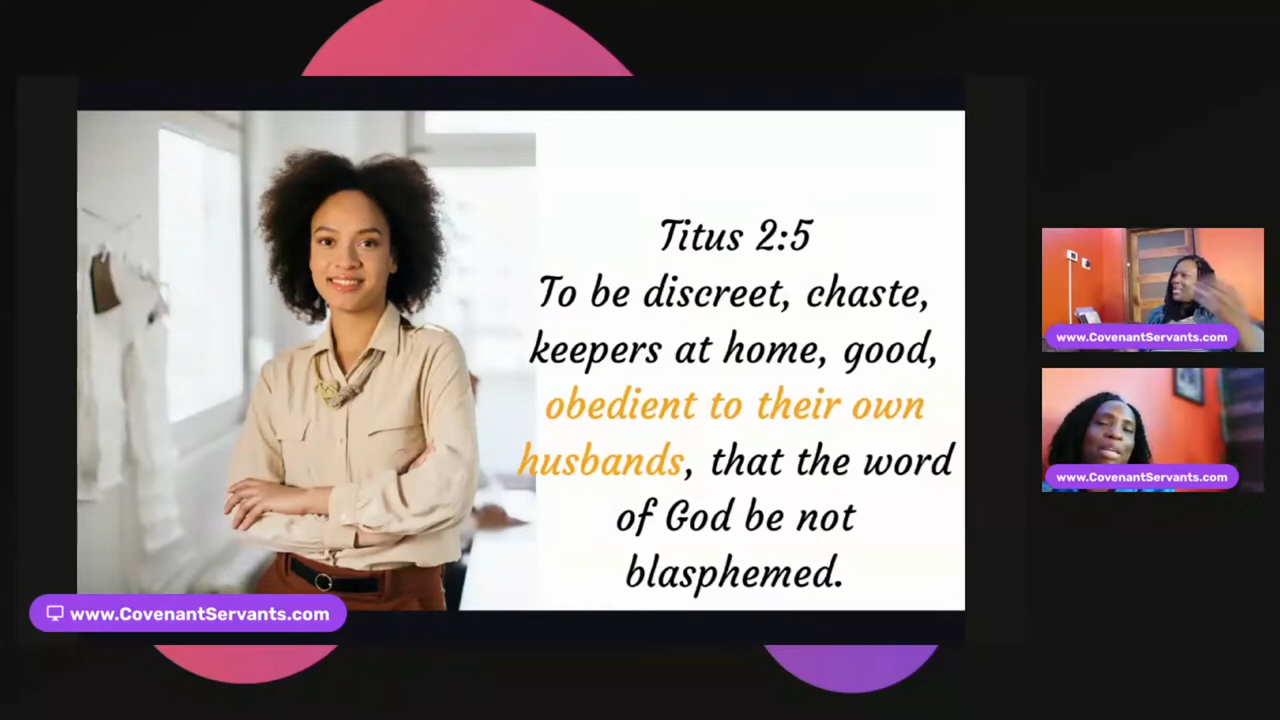 Titus 2:5
To be discreet, chaste,
keepers at home, good,
obedient to their own
husbands, that the word
of God be not
blasphemed.
www.CovenantServants.com
www.CovenantServants.com
www.CovenantServants.com